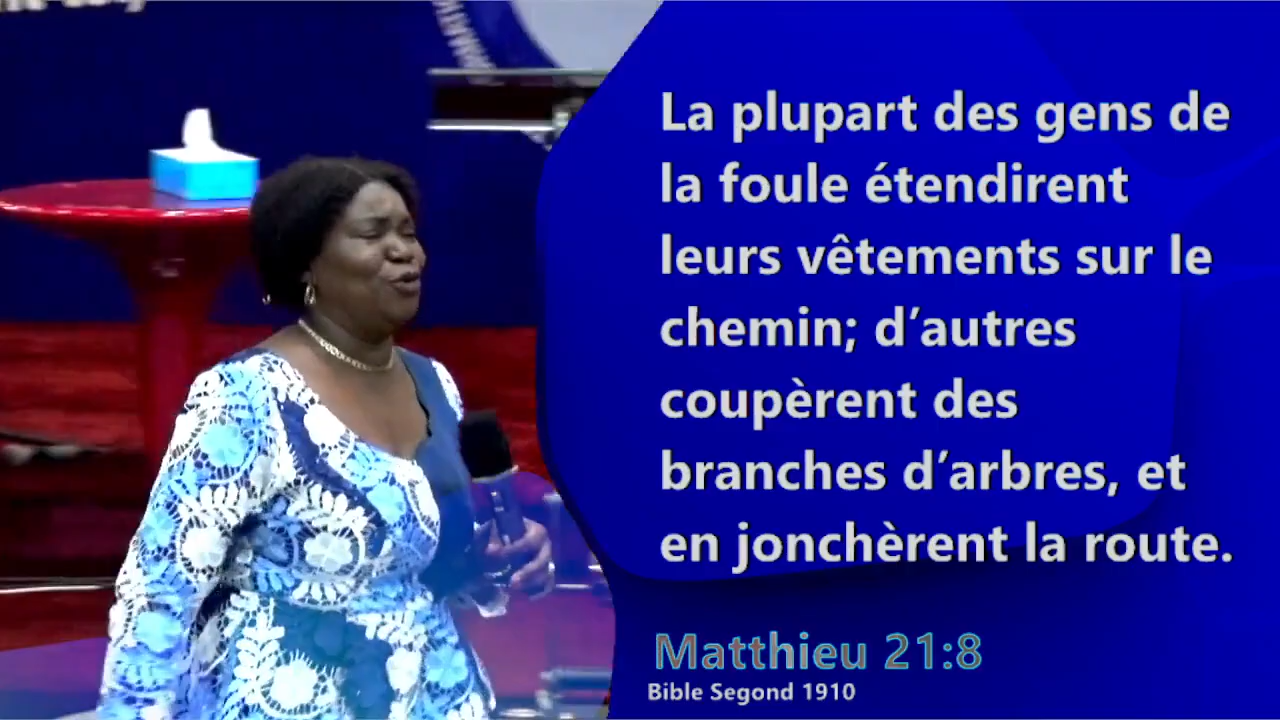 La plupart des gens de
la foule étendirent
leurs vêtements sur le
chemin; d’autres
coupèrent des
branches d’arbres, et
en jonchèrent la route.
Matthieu 21:8
Bible Segond 1910